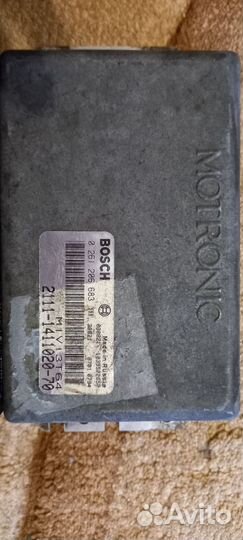 MOTRONIC
BOSCH
0 261 206 683
Made in Russia
M1V13T64
2111-1411020-70
Avito